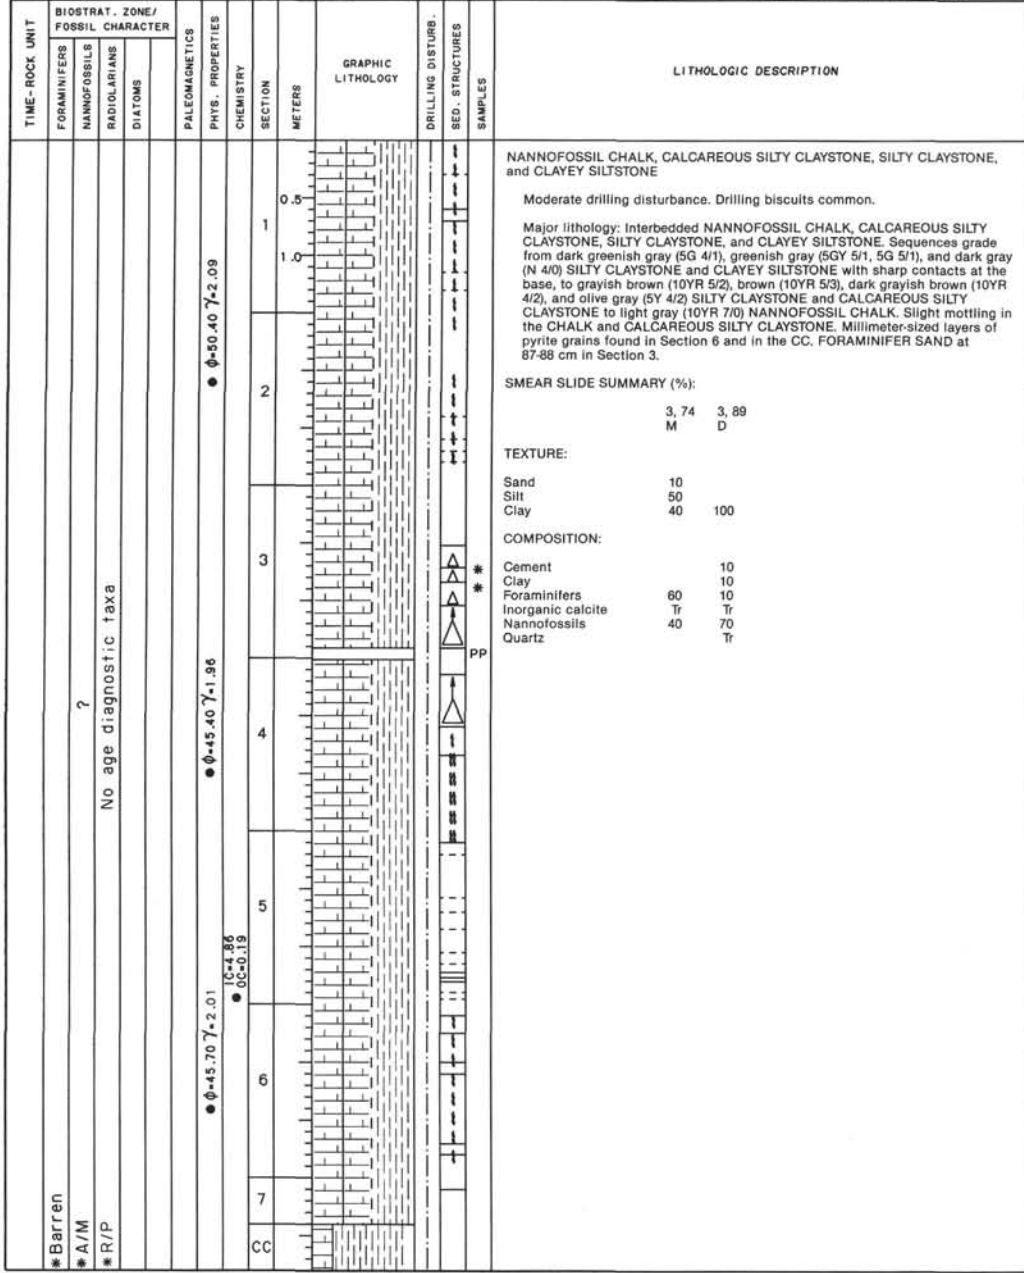 TIME-ROCK UNIT
BIOSTRAT. ZONE/
FOSSIL CHARACTER
FORAMINIFERS
NANNOFOSSILS
RADIOLARIANS
DIATOMS
PALEOMAGNETICS
PHYS. PROPERTIES
CHEMISTRY
SECTION
METERS
GRAPHIC
LITHOLOGY
DRILLING DISTURB.
SED. STRUCTURES
SAMPLES
LITHOLOGIC DESCRIPTION
* Barren
* A/M
?
* R/P
No age diagnostic taxa
● Φ=50.40 γ=2.09
● Φ=45.40 γ=1.96
● Φ=45.70 γ=2.01
● IC=4.86
OC=0.19
1
2
3
4
5
6
7
CC
0.5
1.0
*
*
PP
NANNOFOSSIL CHALK, CALCAREOUS SILTY CLAYSTONE, SILTY CLAYSTONE,
and CLAYEY SILTSTONE
Moderate drilling disturbance. Drilling biscuits common.
Major lithology: Interbedded NANNOFOSSIL CHALK, CALCAREOUS SILTY
CLAYSTONE, SILTY CLAYSTONE, and CLAYEY SILTSTONE. Sequences grade
from dark greenish gray (5G 4/1), greenish gray (5GY 5/1, 5G 5/1), and dark gray
(N 4/0) SILTY CLAYSTONE and CLAYEY SILTSTONE with sharp contacts at the
base, to grayish brown (10YR 5/2), brown (10YR 5/3), dark grayish brown (10YR
4/2), and olive gray (5Y 4/2) SILTY CLAYSTONE and CALCAREOUS SILTY
CLAYSTONE to light gray (10YR 7/0) NANNOFOSSIL CHALK. Slight mottling in
the CHALK and CALCAREOUS SILTY CLAYSTONE. Millimeter-sized layers of
pyrite grains found in Section 6 and in the CC. FORAMINIFER SAND at
87-88 cm in Section 3.
SMEAR SLIDE SUMMARY (%):
3, 74 3, 89
M D
TEXTURE:
Sand 10
Silt 50
Clay 40 100
COMPOSITION:
Cement 10
Clay 10
Foraminifers 60 10
Inorganic calcite Tr Tr
Nannofossils 40 70
Quartz Tr